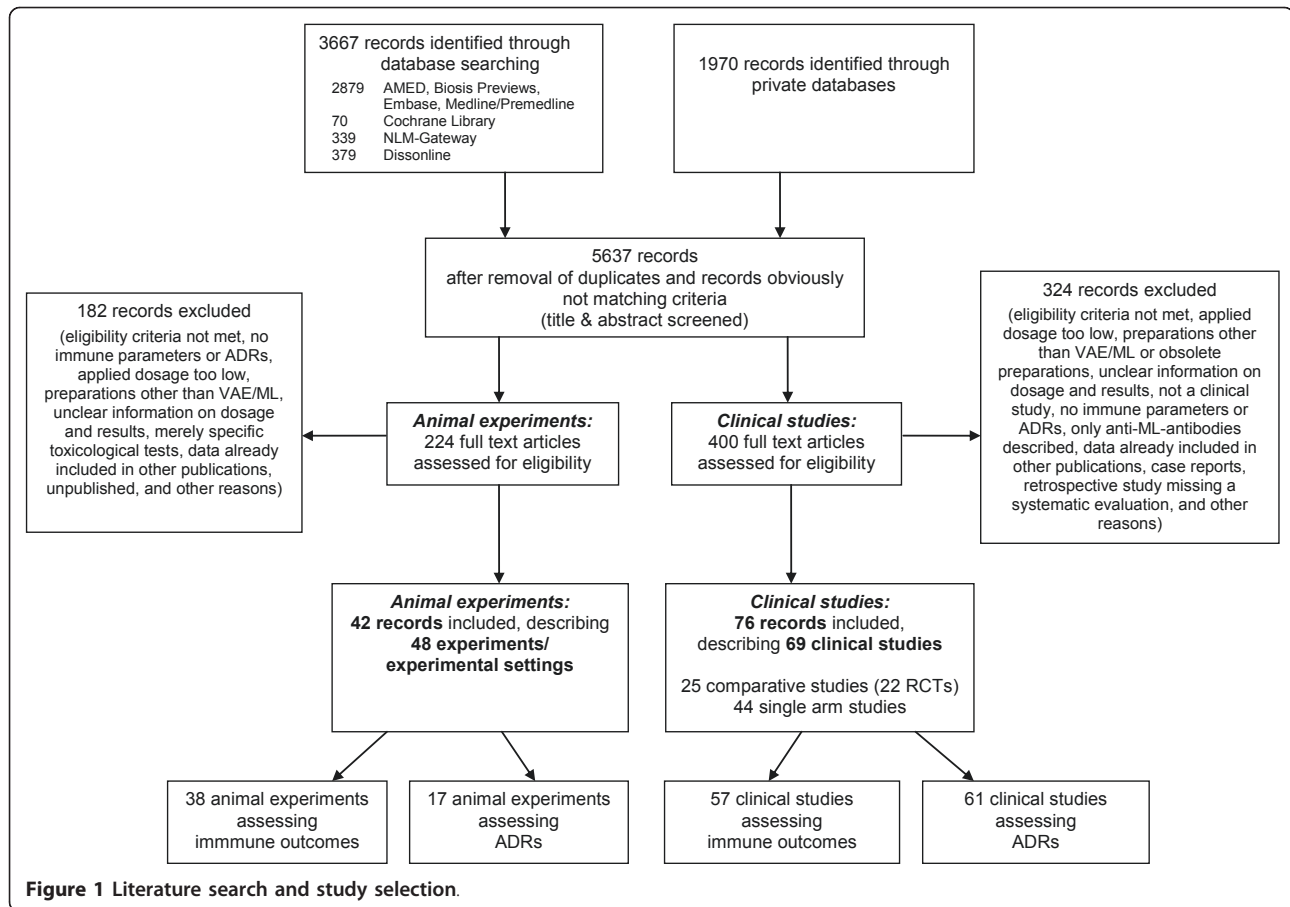 3667 records identified through
database searching
2879 AMED, Biosis Previews,
Embase, Medline/Premedline
70 Cochrane Library
339 NLM-Gateway
379 Dissonline
1970 records identified through
private databases
5637 records
after removal of duplicates and records obviously
not matching criteria
(title & abstract screened)
182 records excluded
(eligibility criteria not met, no
immune parameters or ADRs,
applied dosage too low,
preparations other than VAE/ML,
unclear information on dosage
and results, merely specific
toxicological tests, data already
included in other publications,
unpublished, and other reasons)
Animal experiments:
224 full text articles
assessed for eligibility
Clinical studies:
400 full text articles
assessed for eligibility
324 records excluded
(eligibility criteria not met, applied
dosage too low, preparations other
than VAE/ML or obsolete
preparations, unclear information on
dosage and results, not a clinical
study, no immune parameters or
ADRs, only anti-ML-antibodies
described, data already included in
other publications, case reports,
retrospective study missing a
systematic evaluation, and other
reasons)
Animal experiments:
42 records included, describing
48 experiments/
experimental settings
Clinical studies:
76 records included,
describing 69 clinical studies
25 comparative studies (22 RCTs)
44 single arm studies
38 animal experiments
assessing
immmune outcomes
17 animal experiments
assessing
ADRs
57 clinical studies
assessing
immune outcomes
61 clinical studies
assessing
ADRs
Figure 1 Literature search and study selection.